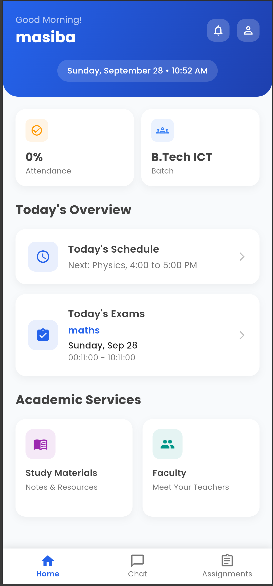 Good Morning!
masiba
Sunday, September 28 • 10:52 AM
0%
Attendance
B.Tech ICT
Batch
Today's Overview
Today's Schedule
Next: Physics, 4:00 to 5:00 PM
Today's Exams
maths
Sunday, Sep 28
00:11:00 - 10:11:00
Academic Services
Study Materials
Notes & Resources
Faculty
Meet Your Teachers
Home
Chat
Assignments